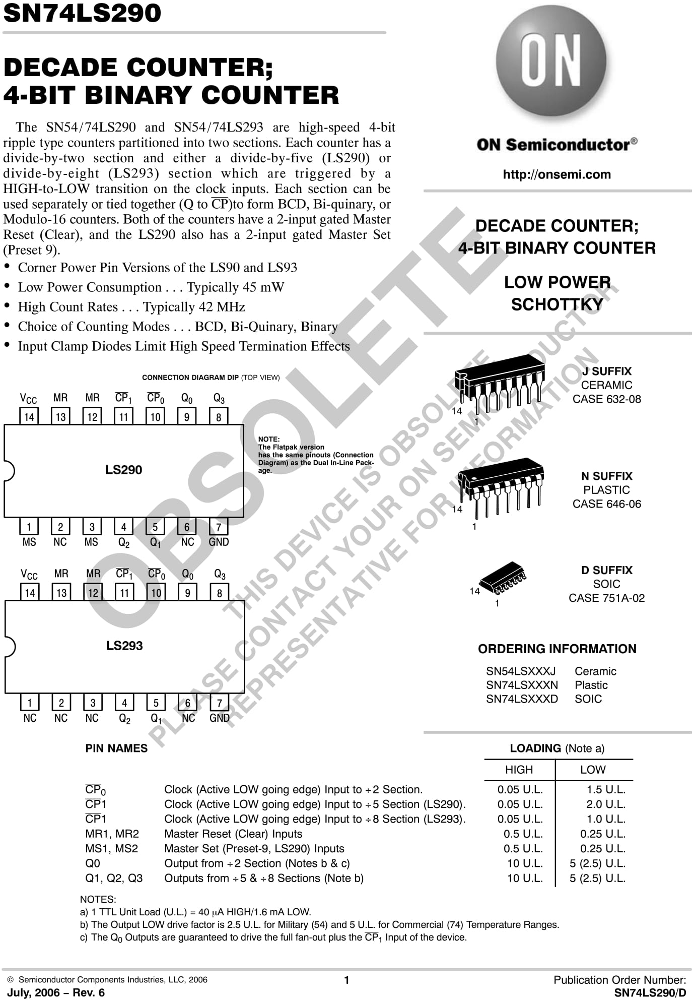 SN74LS290
DECADE COUNTER;
4-BIT BINARY COUNTER
The SN54/74LS290 and SN54/74LS293 are high-speed 4-bit
ripple type counters partitioned into two sections. Each counter has a
divide-by-two section and either a divide-by-five (LS290) or
divide-by-eight (LS293) section which are triggered by a
HIGH-to-LOW transition on the clock inputs. Each section can be
used separately or tied together (Q to C̅P̅)to form BCD, Bi-quinary, or
Modulo-16 counters. Both of the counters have a 2-input gated Master
Reset (Clear), and the LS290 also has a 2-input gated Master Set
(Preset 9).
• Corner Power Pin Versions of the LS90 and LS93
• Low Power Consumption . . . Typically 45 mW
• High Count Rates . . . Typically 42 MHz
• Choice of Counting Modes . . . BCD, Bi-Quinary, Binary
• Input Clamp Diodes Limit High Speed Termination Effects
ON
ON Semiconductor®
http://onsemi.com
DECADE COUNTER;
4-BIT BINARY COUNTER
LOW POWER
SCHOTTKY
OBSOLETE
THIS DEVICE IS OBSOLETE
PLEASE CONTACT YOUR ON SEMICONDUCTOR
REPRESENTATIVE FOR INFORMATION
CONNECTION DIAGRAM DIP (TOP VIEW)
VCC MR MR C̅P̅1 C̅P̅0 Q0 Q3
14 13 12 11 10 9 8
LS290
1 2 3 4 5 6 7
MS NC MS Q2 Q1 NC GND
NOTE:
The Flatpak version
has the same pinouts (Connection
Diagram) as the Dual In-Line Pack-
age.
VCC MR MR C̅P̅1 C̅P̅0 Q0 Q3
14 13 12 11 10 9 8
LS293
1 2 3 4 5 6 7
NC NC NC Q2 Q1 NC GND
14
1
J SUFFIX
CERAMIC
CASE 632-08
14
1
N SUFFIX
PLASTIC
CASE 646-06
14
1
D SUFFIX
SOIC
CASE 751A-02
ORDERING INFORMATION
SN54LSXXXJ Ceramic
SN74LSXXXN Plastic
SN74LSXXXD SOIC
PIN NAMES LOADING (Note a)
HIGH LOW
C̅P̅0 Clock (Active LOW going edge) Input to ÷2 Section. 0.05 U.L. 1.5 U.L.
C̅P̅1 Clock (Active LOW going edge) Input to ÷5 Section (LS290). 0.05 U.L. 2.0 U.L.
C̅P̅1 Clock (Active LOW going edge) Input to ÷8 Section (LS293). 0.05 U.L. 1.0 U.L.
MR1, MR2 Master Reset (Clear) Inputs 0.5 U.L. 0.25 U.L.
MS1, MS2 Master Set (Preset-9, LS290) Inputs 0.5 U.L. 0.25 U.L.
Q0 Output from ÷2 Section (Notes b & c) 10 U.L. 5 (2.5) U.L.
Q1, Q2, Q3 Outputs from ÷5 & ÷8 Sections (Note b) 10 U.L. 5 (2.5) U.L.
NOTES:
a) 1 TTL Unit Load (U.L.) = 40 μA HIGH/1.6 mA LOW.
b) The Output LOW drive factor is 2.5 U.L. for Military (54) and 5 U.L. for Commercial (74) Temperature Ranges.
c) The Q0 Outputs are guaranteed to drive the full fan-out plus the C̅P̅1 Input of the device.
© Semiconductor Components Industries, LLC, 2006
July, 2006 − Rev. 6
1
Publication Order Number:
SN74LS290/D